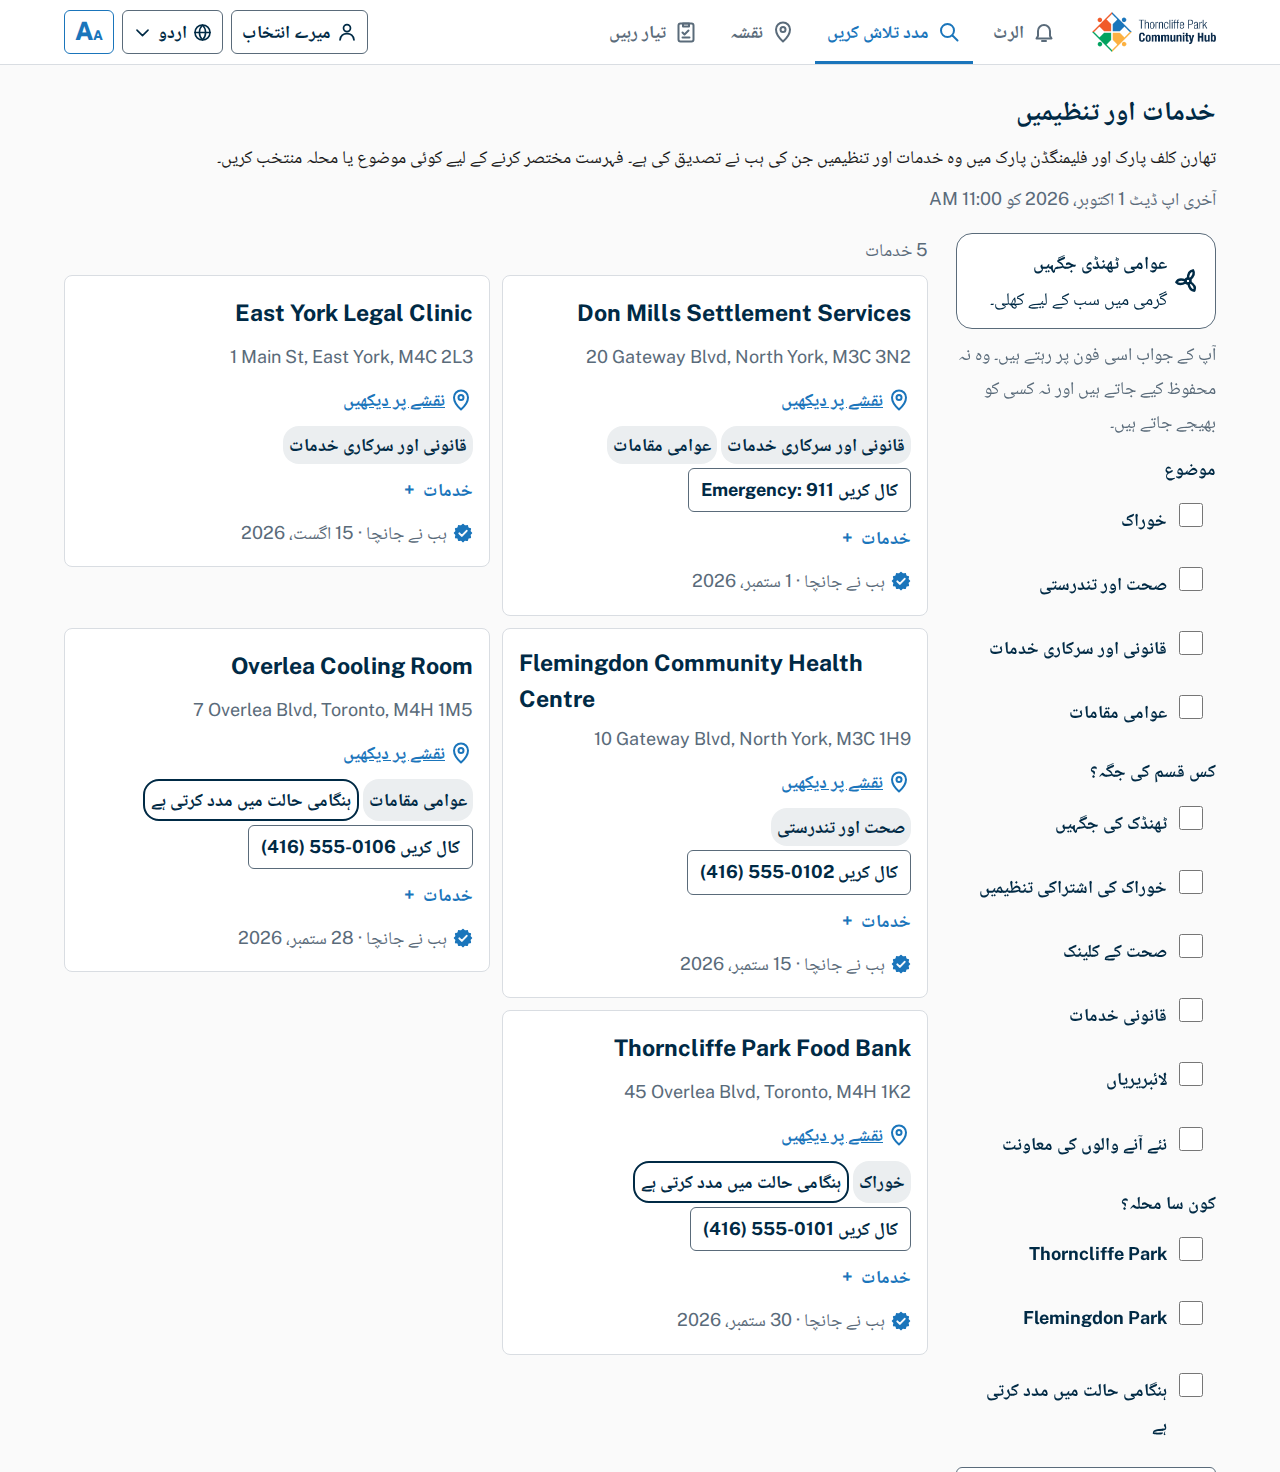 Thorncliffe Park
Community Hub
الرٹ
مدد تلاش کریں
نقشہ
تیار رہیں
میرے انتخاب
اردو
AA
خدمات اور تنظیمیں
تھارن کلف پارک اور فلیمنگڈن پارک میں وہ خدمات اور تنظیمیں جن کی ہب نے تصدیق کی ہے۔ فہرست مختصر کرنے کے لیے کوئی موضوع یا محلہ منتخب کریں۔
آخری اپ ڈیٹ 1 اکتوبر، 2026 کو 11:00 AM
عوامی ٹھنڈی جگہیں
گرمی میں سب کے لیے کھلی۔
آپ کے جواب اسی فون پر رہتے ہیں۔ وہ نہ
محفوظ کیے جاتے ہیں اور نہ کسی کو
بھیجے جاتے ہیں۔
موضوع
خوراک
صحت اور تندرستی
قانونی اور سرکاری خدمات
عوامی مقامات
کس قسم کی جگہ؟
ٹھنڈک کی جگہیں
خوراک کی اشتراکی تنظیمیں
صحت کے کلینک
قانونی خدمات
لائبریریاں
نئے آنے والوں کی معاونت
کون سا محلہ؟
Thorncliffe Park
Flemingdon Park
ہنگامی حالت میں مدد کرتی
ہے
5 خدمات
Don Mills Settlement Services
20 Gateway Blvd, North York, M3C 3N2
نقشے پر دیکھیں
قانونی اور سرکاری خدمات
عوامی مقامات
کال کریں Emergency: 911
خدمات +
ہب نے جانچا · 1 ستمبر، 2026
East York Legal Clinic
1 Main St, East York, M4C 2L3
نقشے پر دیکھیں
قانونی اور سرکاری خدمات
خدمات +
ہب نے جانچا · 15 اگست، 2026
Flemingdon Community Health
Centre
10 Gateway Blvd, North York, M3C 1H9
نقشے پر دیکھیں
صحت اور تندرستی
کال کریں (416) 555-0102
خدمات +
ہب نے جانچا · 15 ستمبر، 2026
Overlea Cooling Room
7 Overlea Blvd, Toronto, M4H 1M5
نقشے پر دیکھیں
عوامی مقامات
ہنگامی حالت میں مدد کرتی ہے
کال کریں (416) 555-0106
خدمات +
ہب نے جانچا · 28 ستمبر، 2026
Thorncliffe Park Food Bank
45 Overlea Blvd, Toronto, M4H 1K2
نقشے پر دیکھیں
خوراک
ہنگامی حالت میں مدد کرتی ہے
کال کریں (416) 555-0101
خدمات +
ہب نے جانچا · 30 ستمبر، 2026